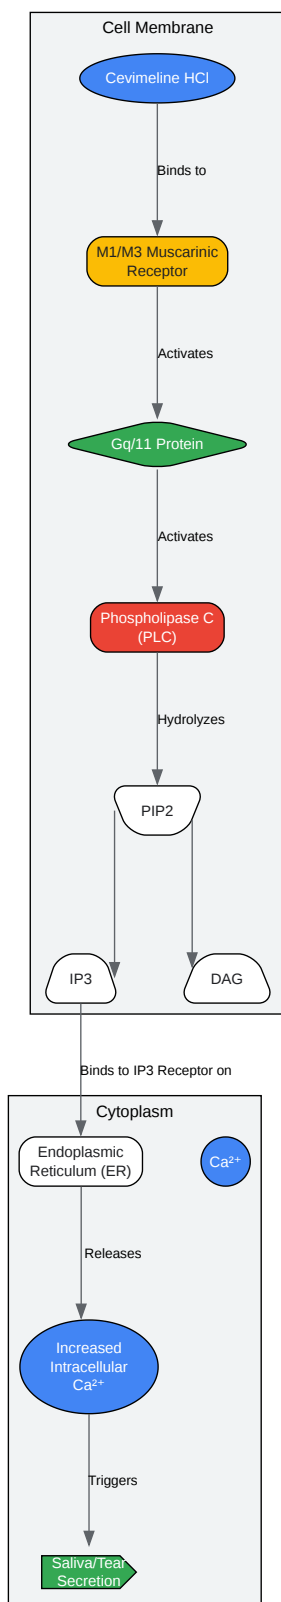 Cell Membrane
Cevimeline HCl
Binds to
M1/M3 Muscarinic
Receptor
Activates
Gq/11 Protein
Activates
Phospholipase C
(PLC)
Hydrolyzes
PIP2
IP3
DAG
Binds to IP3 Receptor on
Cytoplasm
Endoplasmic
Reticulum (ER)
Ca²⁺
Releases
Increased
Intracellular
Ca²⁺
Triggers
Saliva/Tear
Secretion